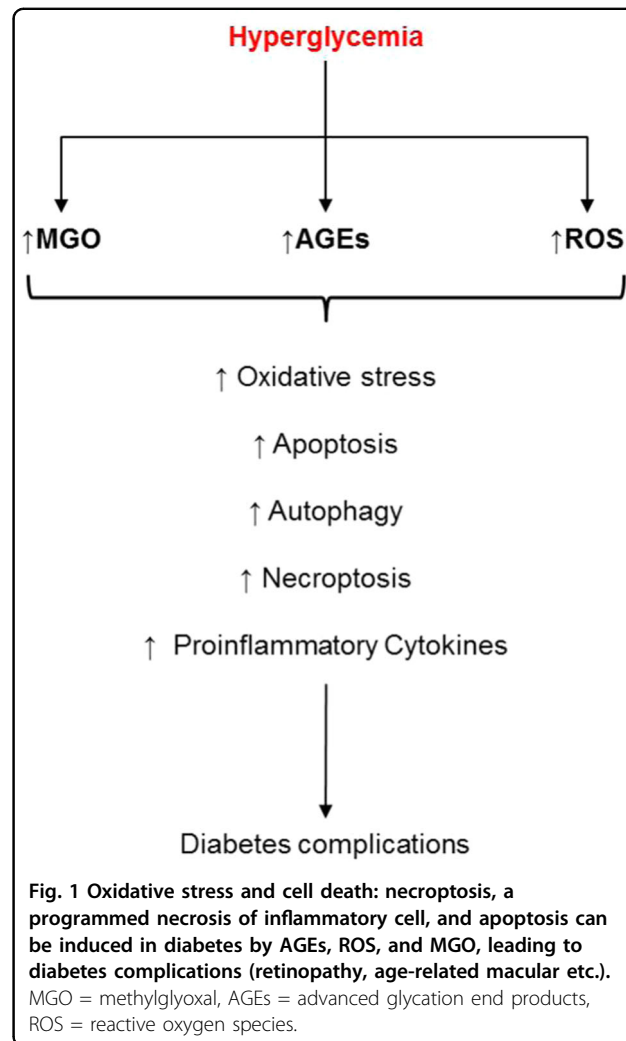 Hyperglycemia
↑MGO ↑AGEs ↑ROS
↑ Oxidative stress
↑ Apoptosis
↑ Autophagy
↑ Necroptosis
↑ Proinflammatory Cytokines
Diabetes complications
Fig. 1 Oxidative stress and cell death: necroptosis, a
programmed necrosis of inflammatory cell, and apoptosis can
be induced in diabetes by AGEs, ROS, and MGO, leading to
diabetes complications (retinopathy, age-related macular etc.).
MGO = methylglyoxal, AGEs = advanced glycation end products,
ROS = reactive oxygen species.